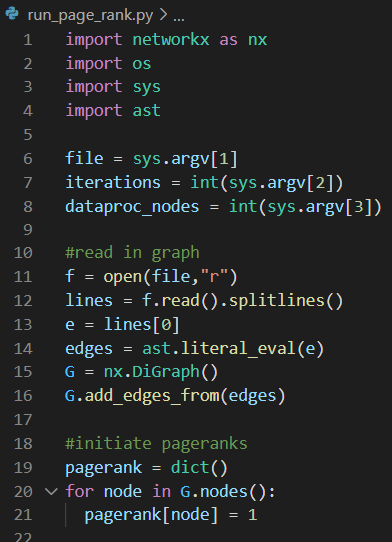 run_page_rank.py > ...
1 import networkx as nx
2 import os
3 import sys
4 import ast
5
6 file = sys.argv[1]
7 iterations = int(sys.argv[2])
8 dataproc_nodes = int(sys.argv[3])
9
10 #read in graph
11 f = open(file,"r")
12 lines = f.read().splitlines()
13 e = lines[0]
14 edges = ast.literal_eval(e)
15 G = nx.DiGraph()
16 G.add_edges_from(edges)
17
18 #initiate pageranks
19 pagerank = dict()
20 for node in G.nodes():
21   pagerank[node] = 1
22